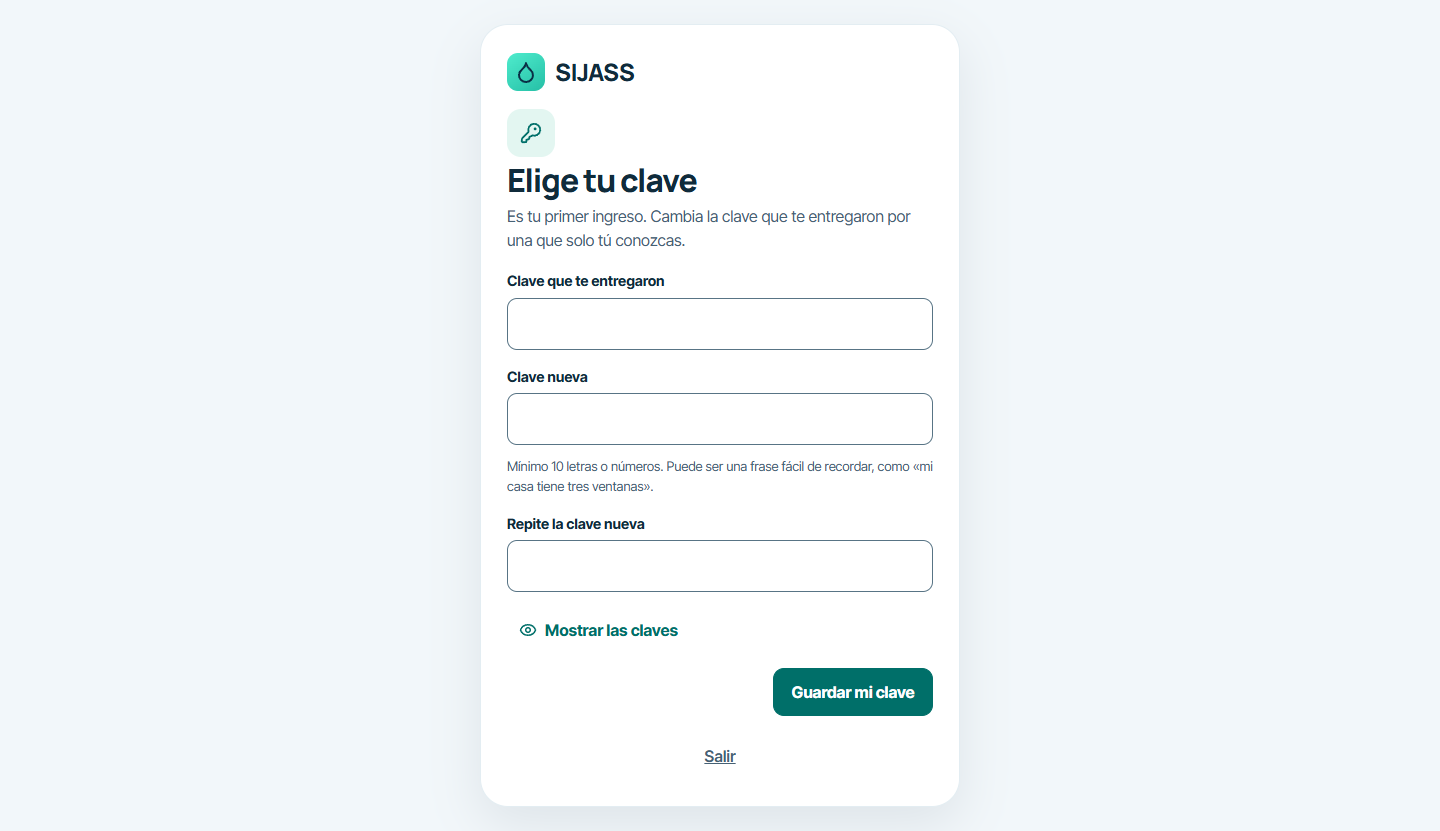 SIJASS
Elige tu clave
Es tu primer ingreso. Cambia la clave que te entregaron por
una que solo tú conozcas.
Clave que te entregaron
Clave nueva
Mínimo 10 letras o números. Puede ser una frase fácil de recordar, como «mi
casa tiene tres ventanas».
Repite la clave nueva
Mostrar las claves
Guardar mi clave
Salir